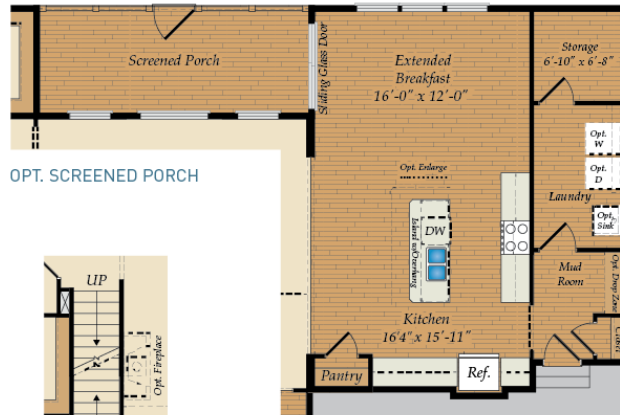 Screened Porch
Sliding Glass Door
Extended
Breakfast
16'-0" x 12'-0"
Storage
6'-10" x 6'-8"
Opt.
W
Opt.
D
Laundry
Opt.
Sink
OPT. SCREENED PORCH
Opt. Enlarge
DW
Island w/Overhang
Mud
Room
Opt. Drop Zone
UP
Opt. Fireplace
Kitchen
16'4" x 15'-11"
Pantry
Ref.